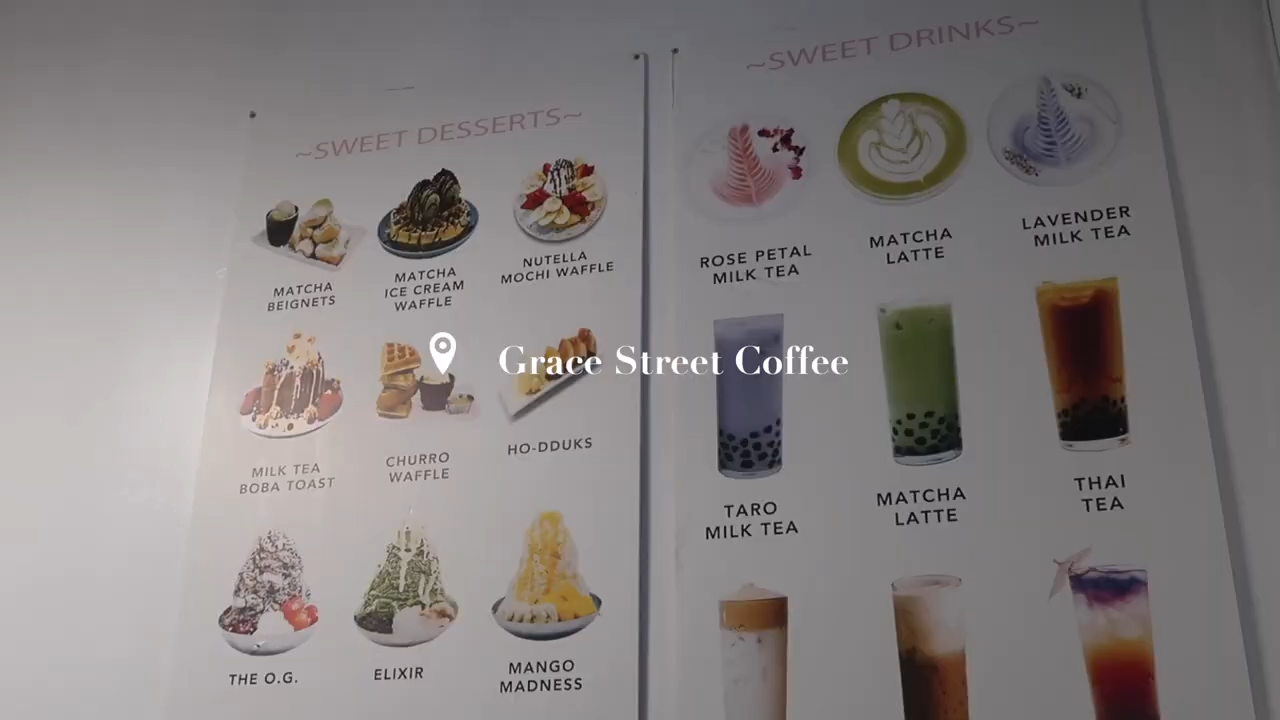 ~SWEET DESSERTS~
MATCHA
BEIGNETS
MATCHA
ICE CREAM
WAFFLE
NUTELLA
MOCHI WAFFLE
MILK TEA
BOBA TOAST
CHURRO
WAFFLE
HO-DDUKS
THE O.G.
ELIXIR
MANGO
MADNESS
~SWEET DRINKS~
ROSE PETAL
MILK TEA
MATCHA
LATTE
LAVENDER
MILK TEA
TARO
MILK TEA
MATCHA
LATTE
THAI
TEA
Grace Street Coffee